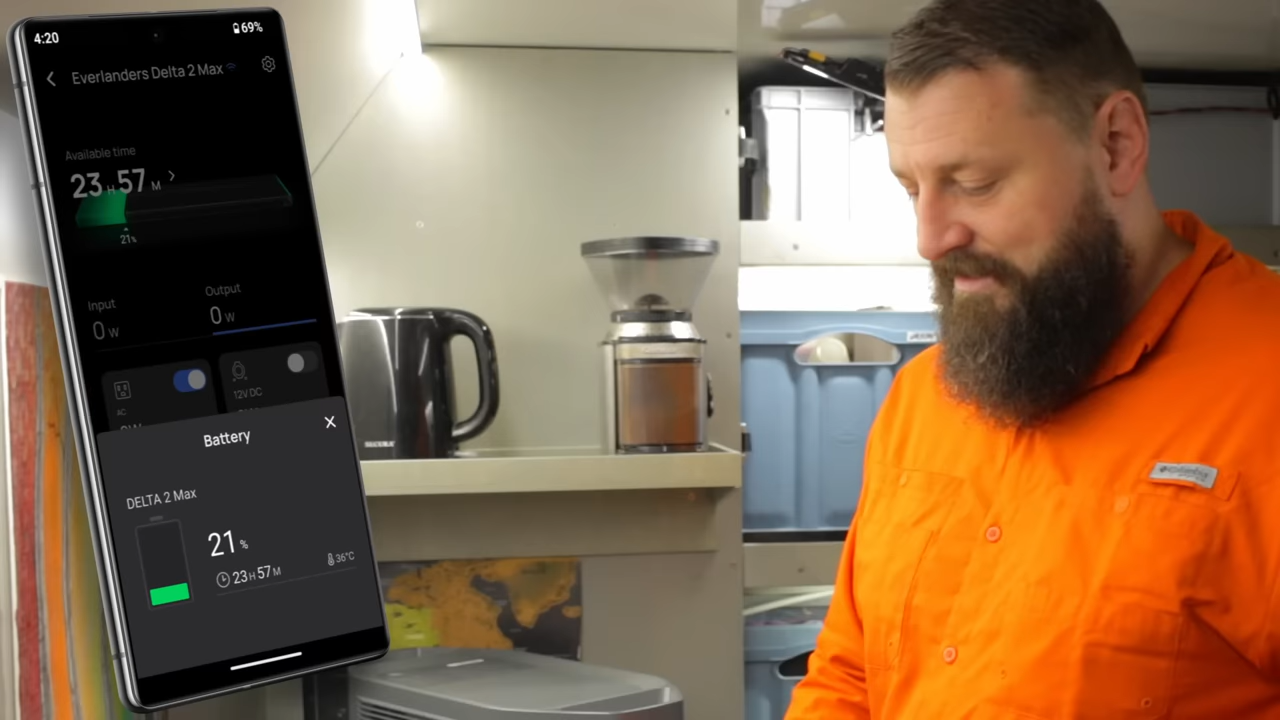 4:20
69%
Everlanders Delta 2 Max
Available time
23 H 57 M
21%
Input
Output
0 W
0 W
AC
12V DC
Battery
DELTA 2 Max
21 %
23 H 57 M
36°C
Columbia